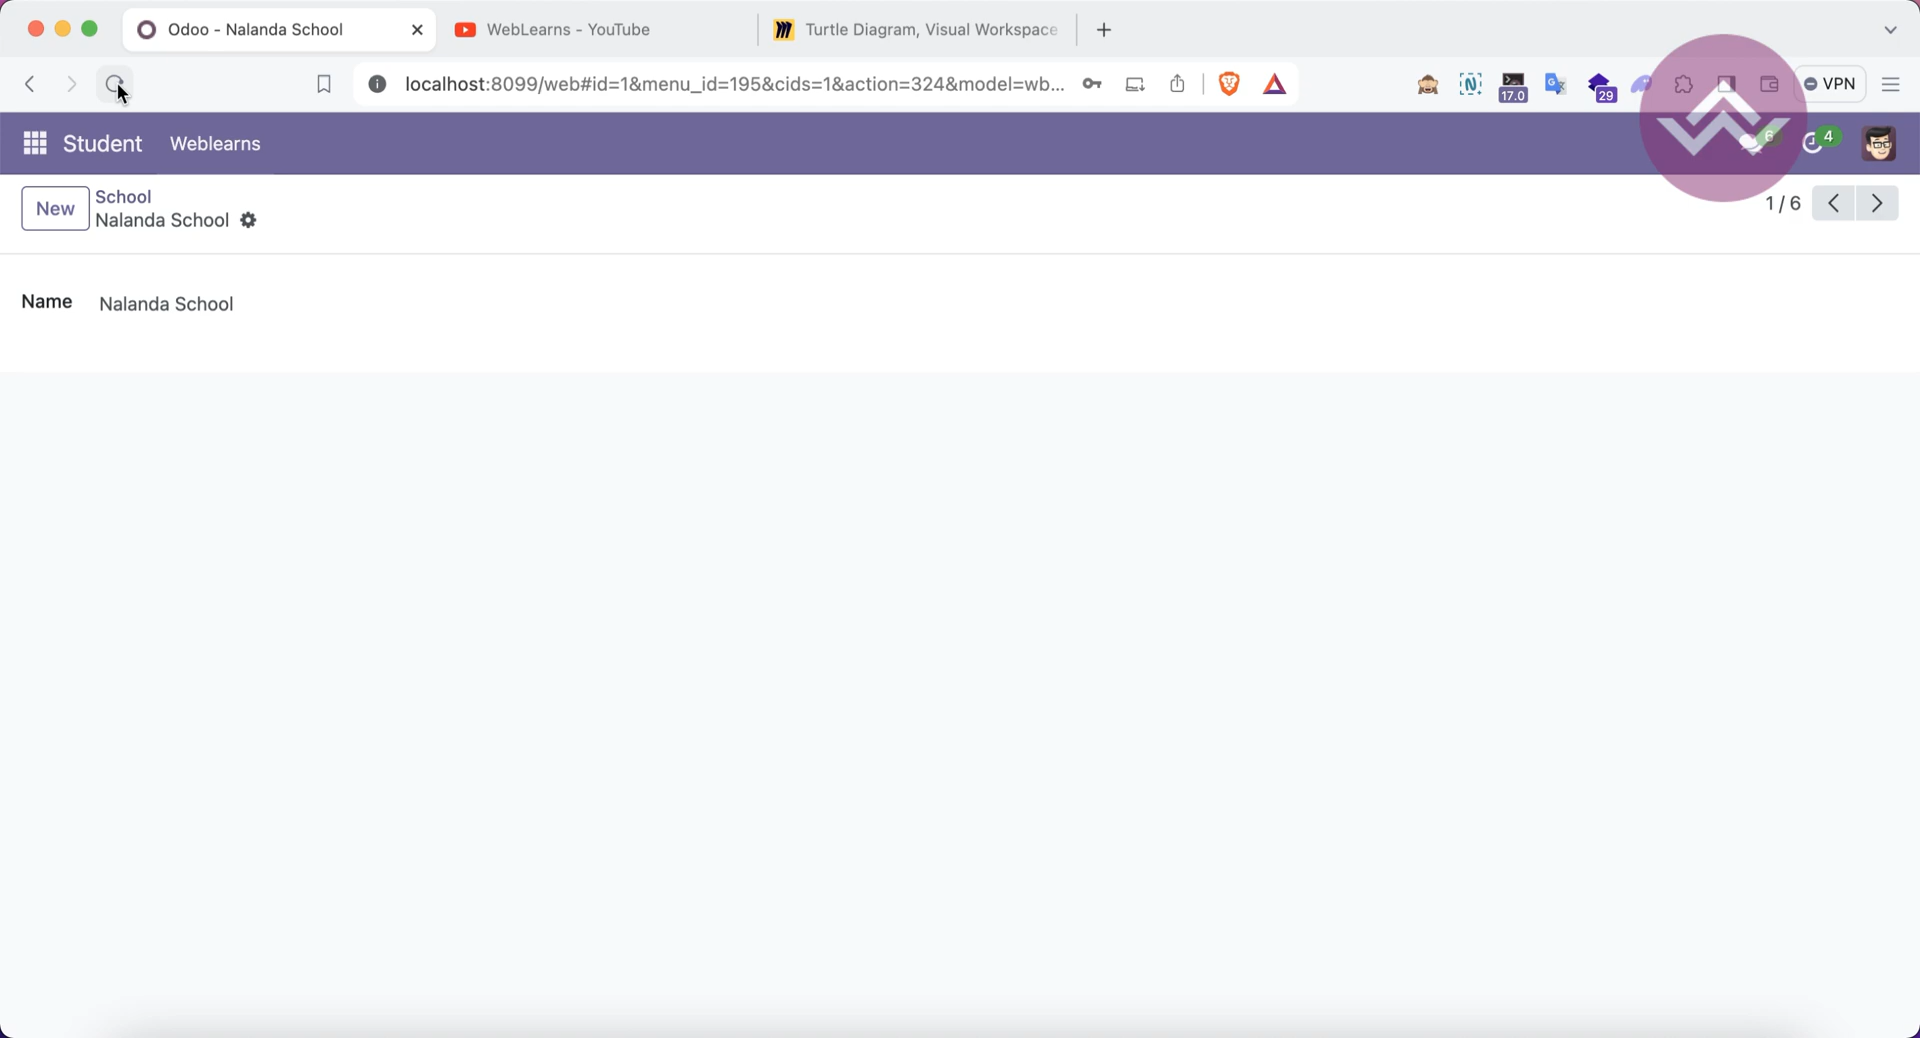 Odoo - Nalanda School
WebLearns - YouTube
Turtle Diagram, Visual Workspace
localhost:8099/web#id=1&menu_id=195&cids=1&action=324&model=wb...
17.0
29
VPN
Student
Weblearns
6
4
New
School
Nalanda School
1 / 6
Name
Nalanda School